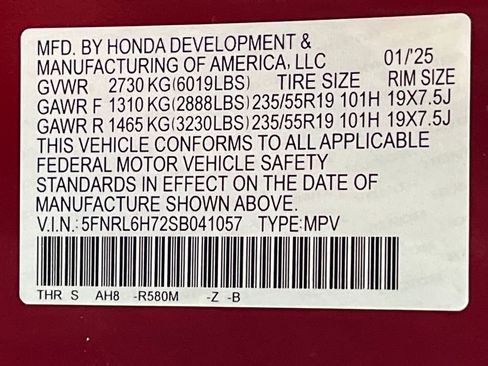 MFD. BY HONDA DEVELOPMENT &
MANUFACTURING OF AMERICA, LLC 01/'25
GVWR 2730 KG(6019LBS) TIRE SIZE RIM SIZE
GAWR F 1310 KG(2888LBS) 235/55R19 101H 19X7.5J
GAWR R 1465 KG(3230LBS) 235/55R19 101H 19X7.5J
THIS VEHICLE CONFORMS TO ALL APPLICABLE
FEDERAL MOTOR VEHICLE SAFETY
STANDARDS IN EFFECT ON THE DATE OF
MANUFACTURE SHOWN ABOVE.
V.I.N.: 5FNRL6H72SB041057 TYPE:MPV
THR S AH8 -R580M -Z -B